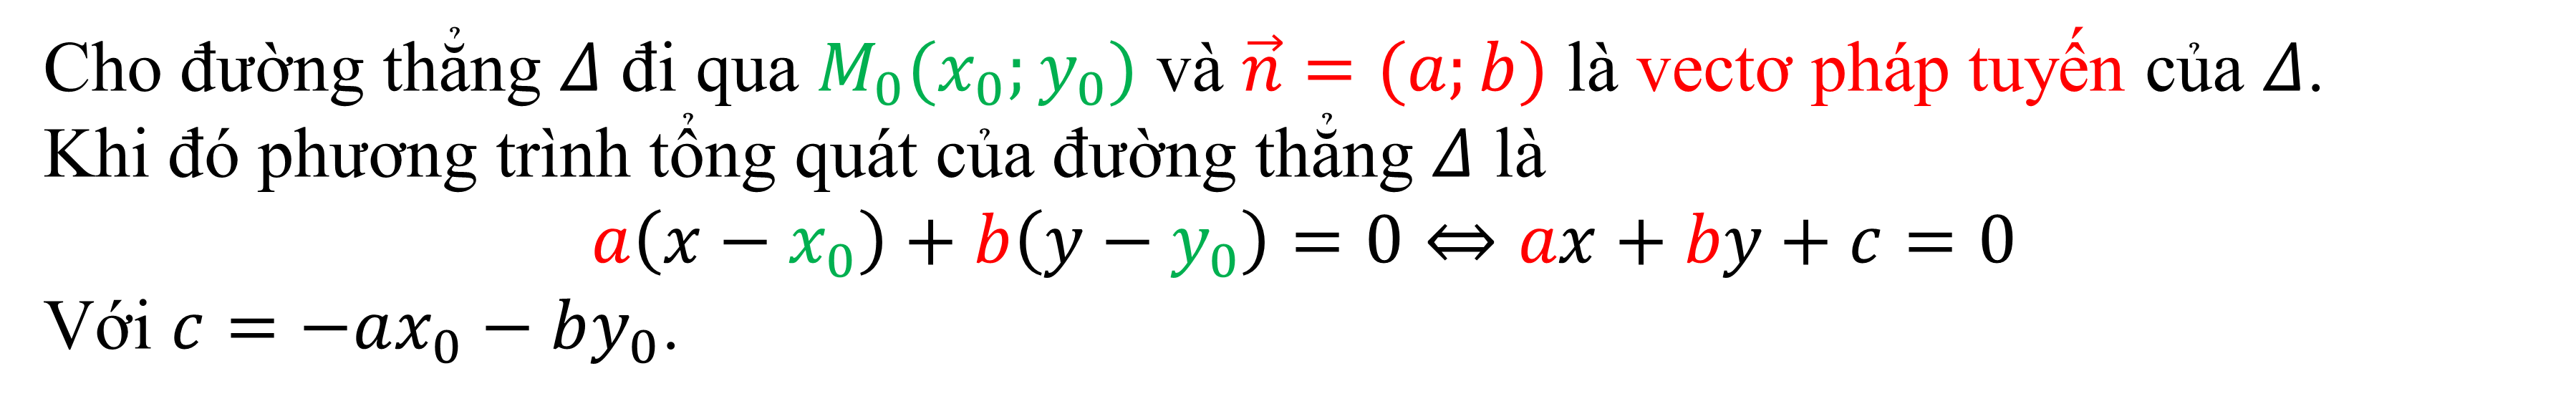 Cho đường thẳng Δ đi qua M₀(x₀; y₀) và n⃗ = (a; b) là vectơ pháp tuyến của Δ.
Khi đó phương trình tổng quát của đường thẳng Δ là
a(x − x₀) + b(y − y₀) = 0 ⟺ ax + by + c = 0
Với c = −ax₀ − by₀.